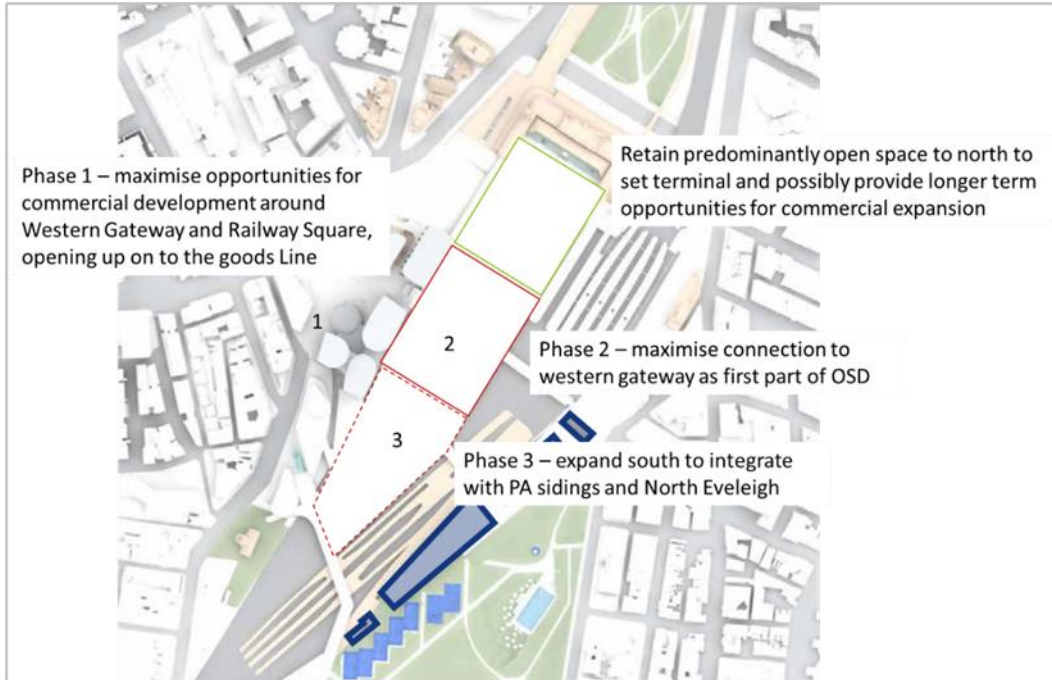 Retain predominantly open space to north to
set terminal and possibly provide longer term
opportunities for commercial expansion
Phase 1 – maximise opportunities for
commercial development around
Western Gateway and Railway Square,
opening up on to the goods Line
1
2
Phase 2 – maximise connection to
western gateway as first part of OSD
3
Phase 3 – expand south to integrate
with PA sidings and North Eveleigh